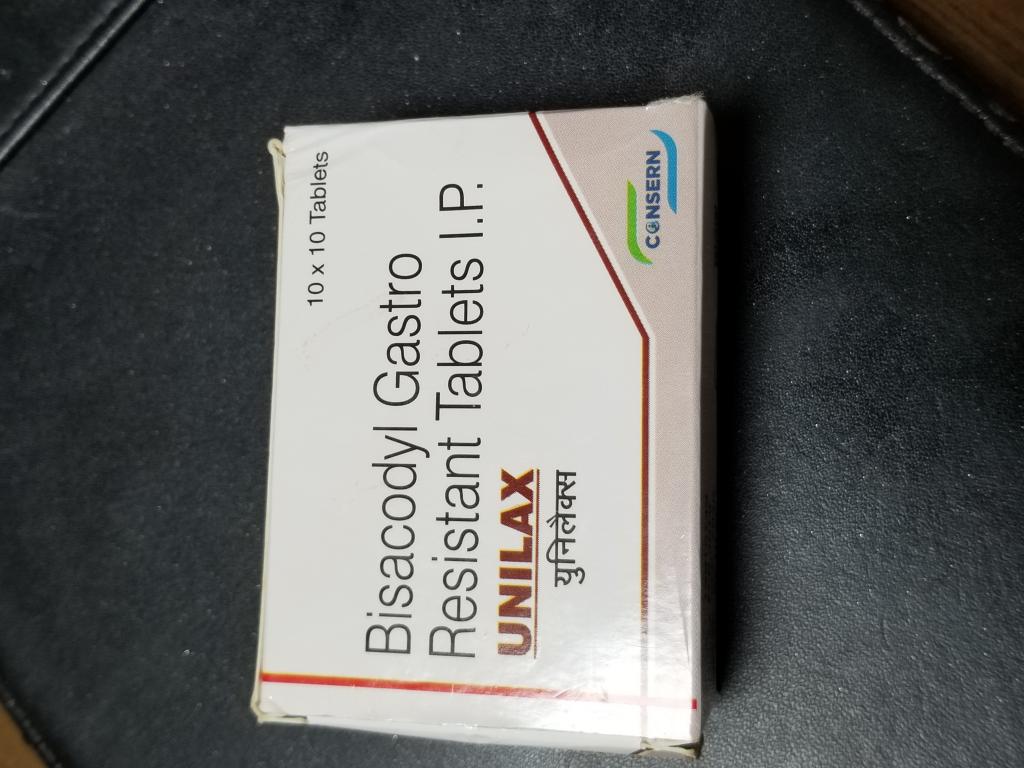 10 x 10 Tablets
Bisacodyl Gastro
Resistant Tablets I.P.
UNILAX
युनिलैक्स
CONSERN